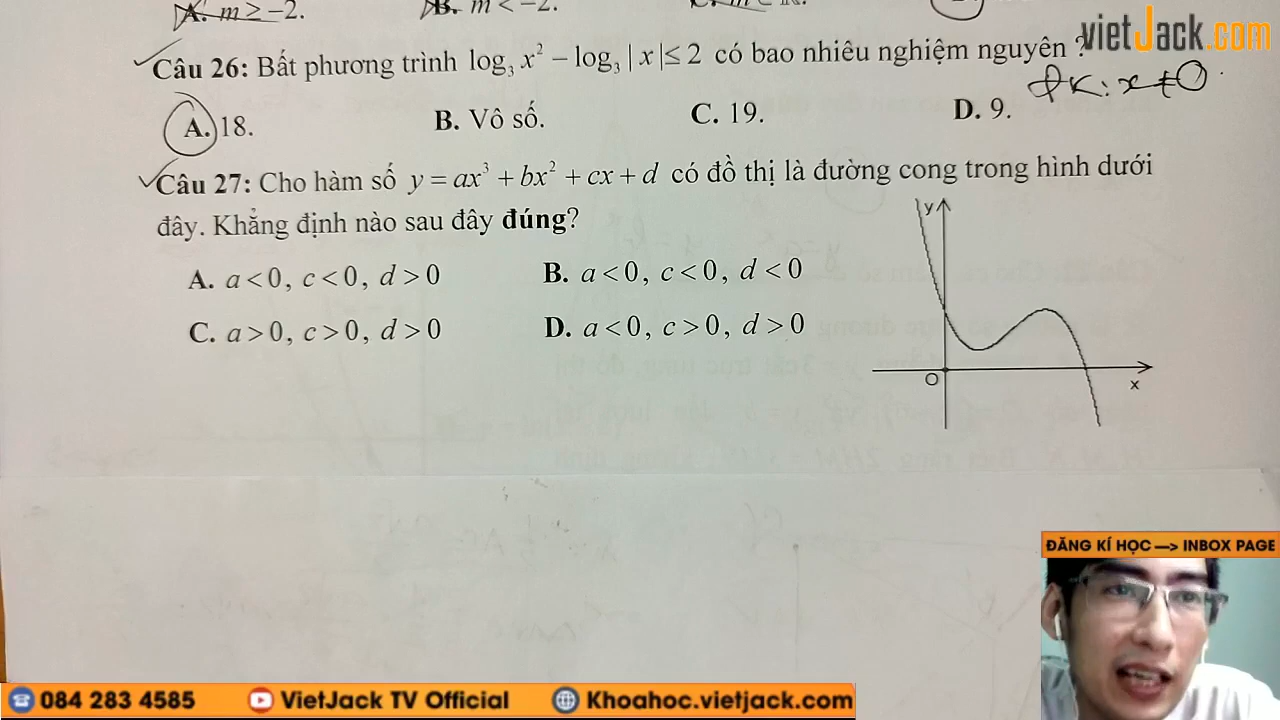 A. m ≥ −2.
B. m < −2.
vietJack.com
Câu 26: Bất phương trình log₃ x² − log₃ | x | ≤ 2 có bao nhiêu nghiệm nguyên ?
ĐK: x ≠ 0
A. 18.
B. Vô số.
C. 19.
D. 9.
Câu 27: Cho hàm số y = ax³ + bx² + cx + d có đồ thị là đường cong trong hình dưới
đây. Khẳng định nào sau đây đúng?
A. a < 0, c < 0, d > 0
B. a < 0, c < 0, d < 0
C. a > 0, c > 0, d > 0
D. a < 0, c > 0, d > 0
y
O
x
ĐĂNG KÍ HỌC —> INBOX PAGE
084 283 4585
VietJack TV Official
Khoahoc.vietjack.com